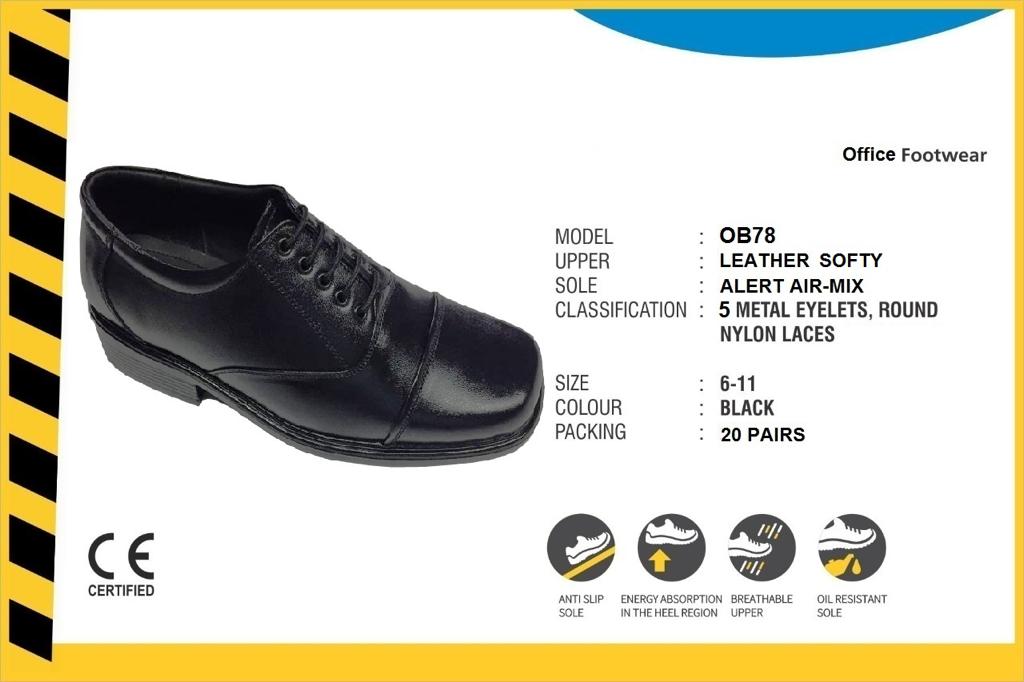 Office Footwear
MODEL : OB78
UPPER : LEATHER SOFTY
SOLE : ALERT AIR-MIX
CLASSIFICATION : 5 METAL EYELETS, ROUND
NYLON LACES
SIZE : 6-11
COLOUR : BLACK
PACKING : 20 PAIRS
CE
CERTIFIED
ANTI SLIP
SOLE
ENERGY ABSORPTION
IN THE HEEL REGION
BREATHABLE
UPPER
OIL RESISTANT
SOLE